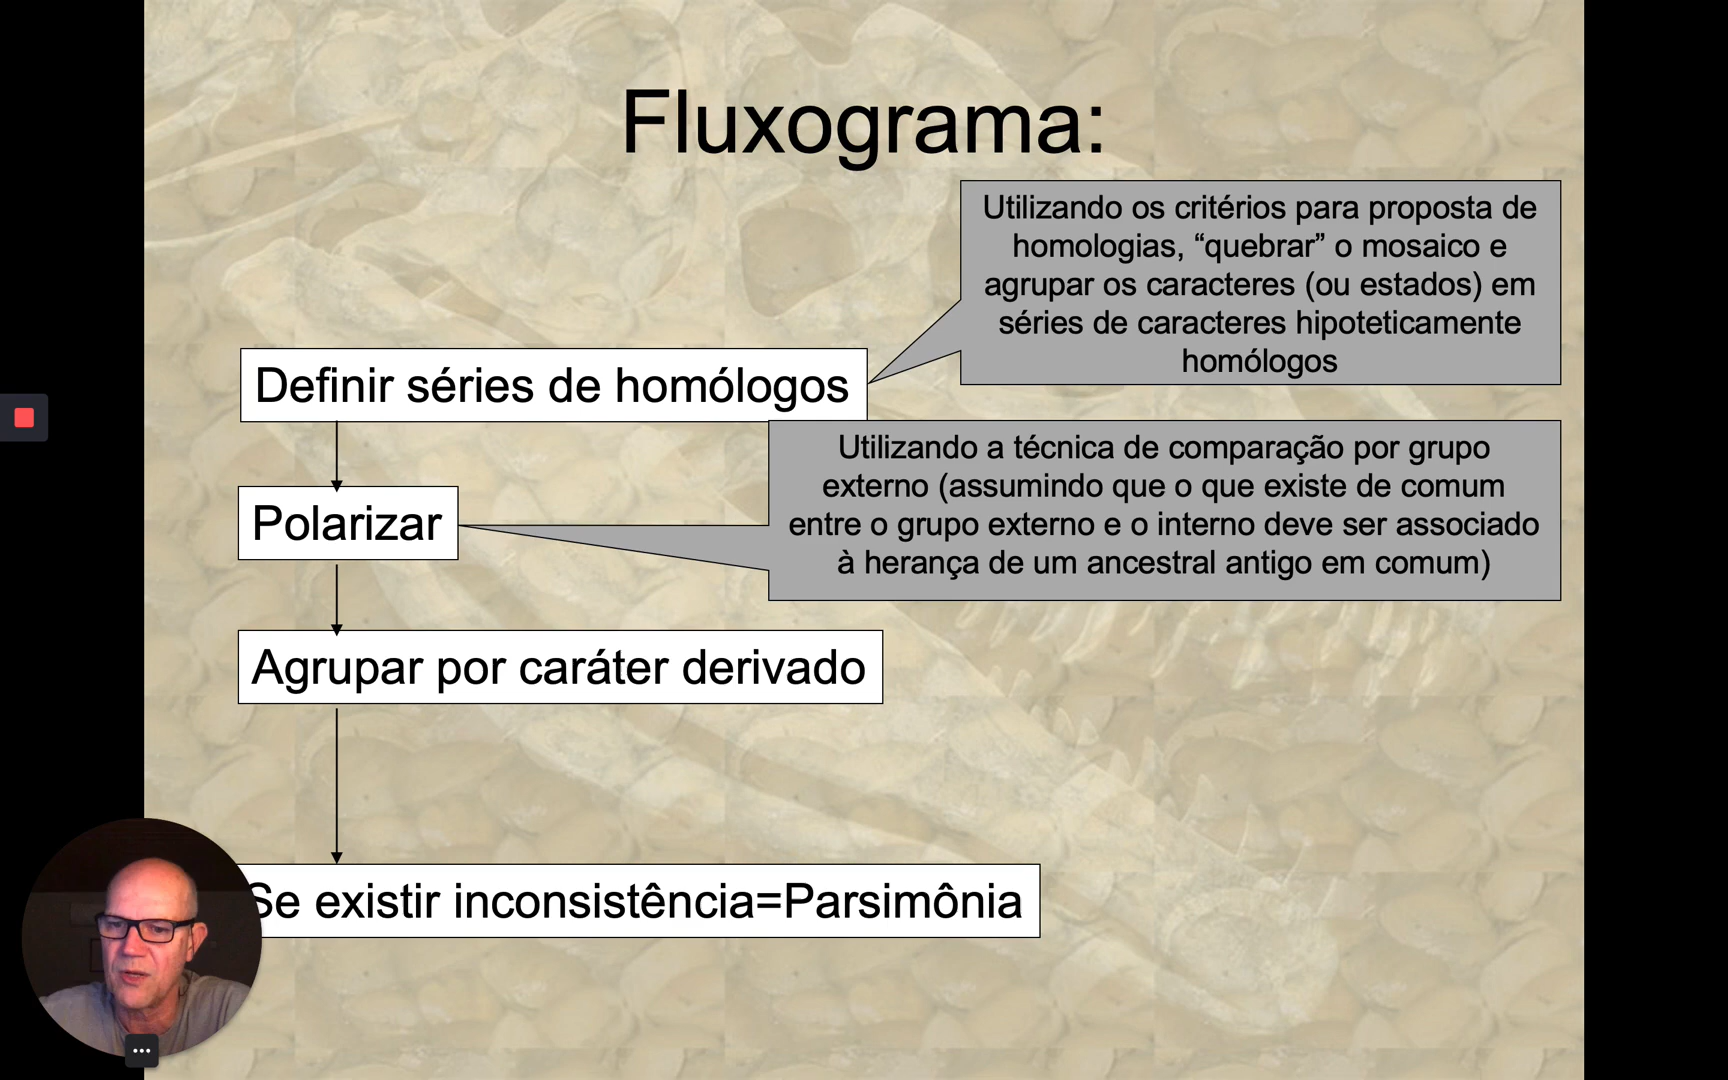 Fluxograma:
Utilizando os critérios para proposta de
homologias, “quebrar” o mosaico e
agrupar os caracteres (ou estados) em
séries de caracteres hipoteticamente
homólogos
Definir séries de homólogos
Utilizando a técnica de comparação por grupo
externo (assumindo que o que existe de comum
entre o grupo externo e o interno deve ser associado
à herança de um ancestral antigo em comum)
Polarizar
Agrupar por caráter derivado
Se existir inconsistência=Parsimônia